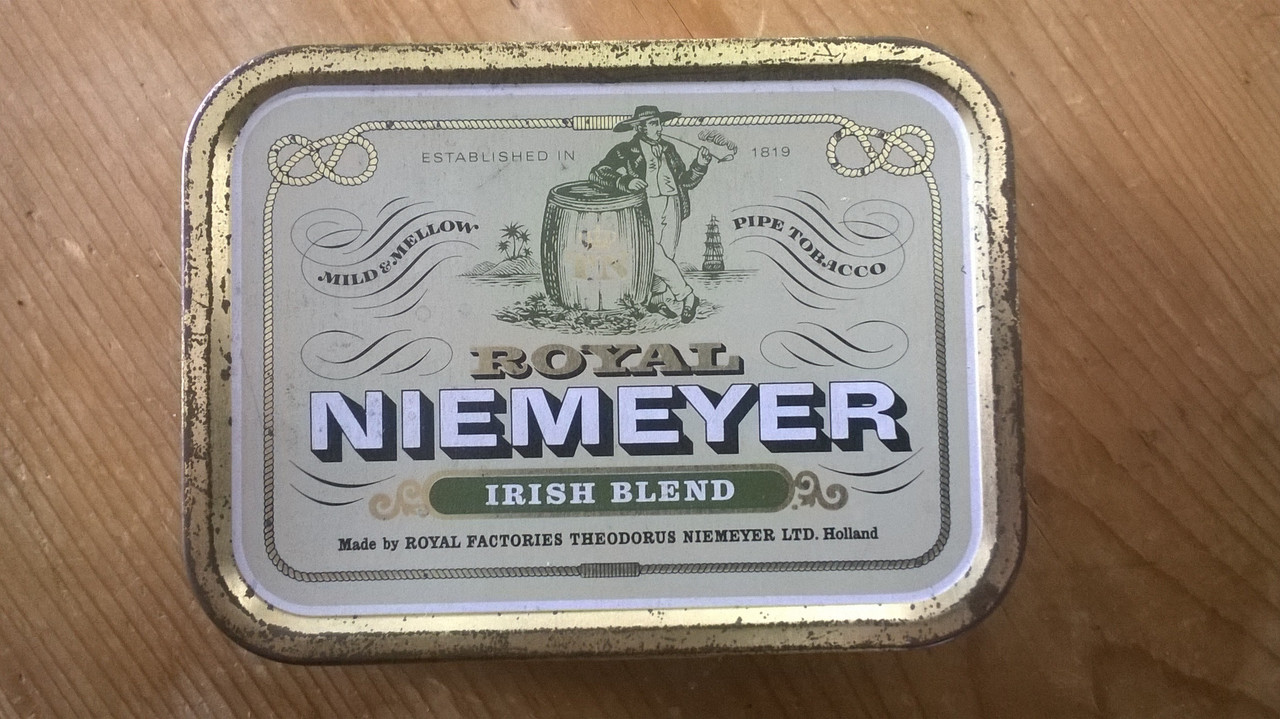 ESTABLISHED IN 1819
MILD & MELLOW
PIPE TOBACCO
ROYAL
NIEMEYER
IRISH BLEND
Made by ROYAL FACTORIES THEODORUS NIEMEYER LTD. Holland